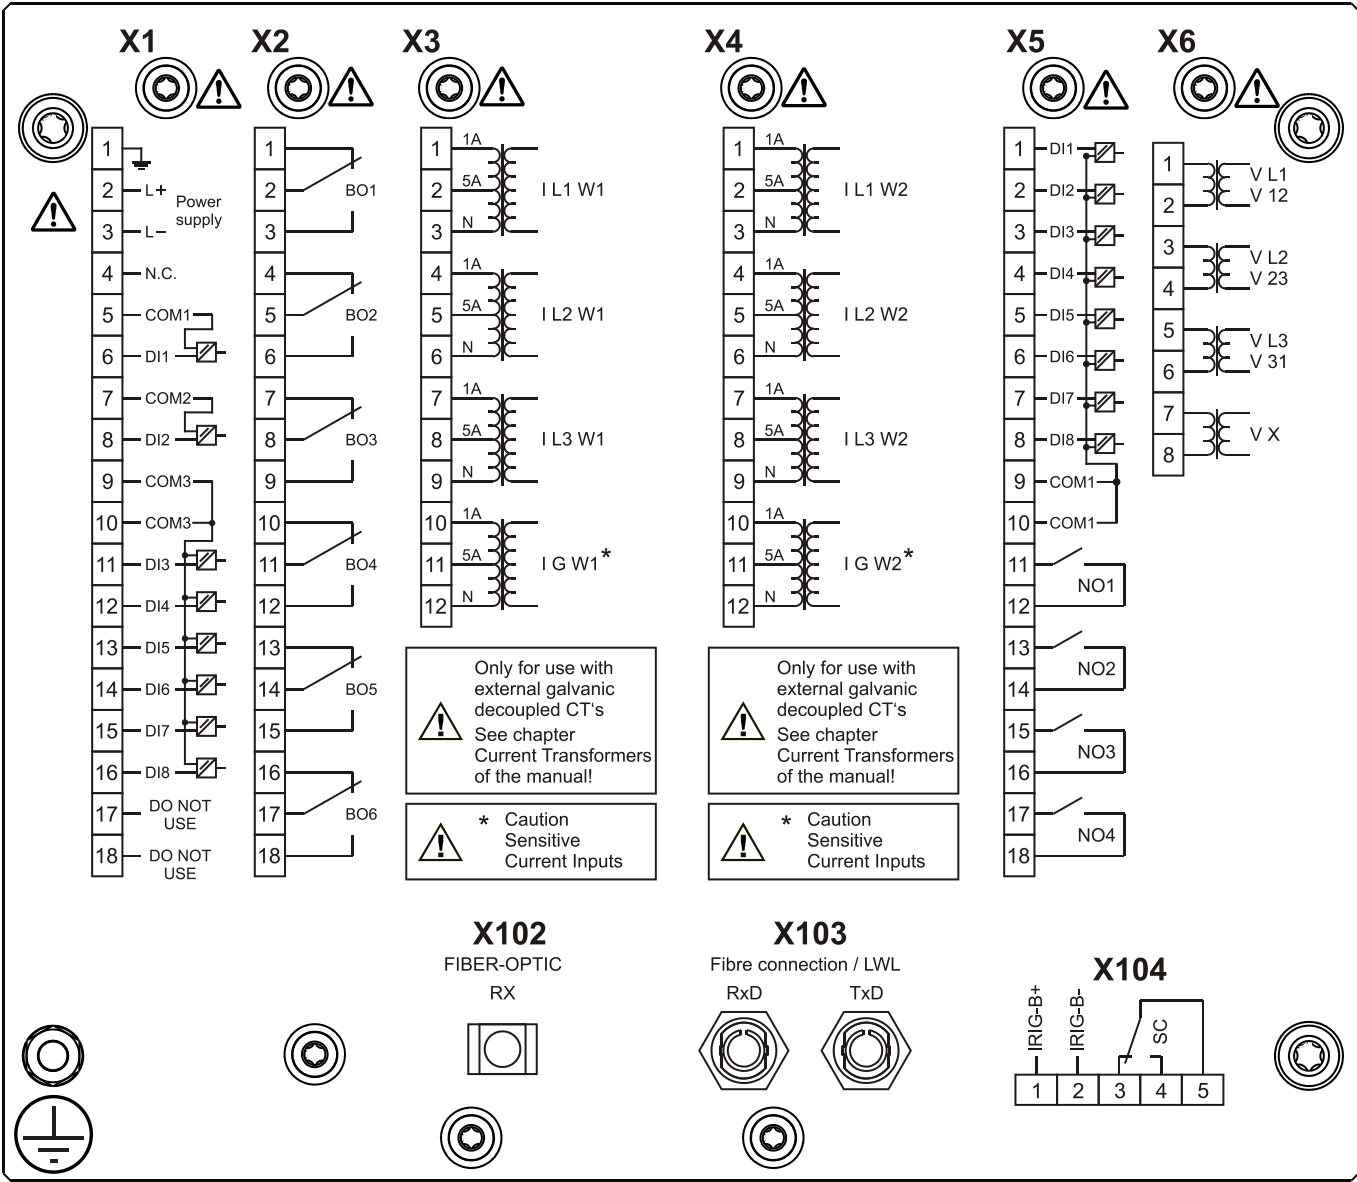 X1
X2
X3
X4
X5
X6
1
2 L+
Power
supply
3 L−
4 N.C.
5 COM1
6 DI1
7 COM2
8 DI2
9 COM3
10 COM3
11 DI3
12 DI4
13 DI5
14 DI6
15 DI7
16 DI8
17 DO NOT
USE
18 DO NOT
USE
1
2 BO1
3
4
5 BO2
6
7
8 BO3
9
10
11 BO4
12
13
14 BO5
15
16
17 BO6
18
1 1A
2 5A I L1 W1
3 N
4 1A
5 5A I L2 W1
6 N
7 1A
8 5A I L3 W1
9 N
10 1A
11 5A I G W1*
12 N
Only for use with
external galvanic
decoupled CT's
See chapter
Current Transformers
of the manual!
* Caution
Sensitive
Current Inputs
1 1A
2 5A I L1 W2
3 N
4 1A
5 5A I L2 W2
6 N
7 1A
8 5A I L3 W2
9 N
10 1A
11 5A I G W2*
12 N
Only for use with
external galvanic
decoupled CT's
See chapter
Current Transformers
of the manual!
* Caution
Sensitive
Current Inputs
1 DI1
2 DI2
3 DI3
4 DI4
5 DI5
6 DI6
7 DI7
8 DI8
9 COM1
10 COM1
11
NO1
12
13
NO2
14
15
NO3
16
17
NO4
18
1 V L1
2 V 12
3 V L2
4 V 23
5 V L3
6 V 31
7
V X
8
X102
FIBER-OPTIC
RX
X103
Fibre connection / LWL
RxD TxD
X104
IRIG-B+
IRIG-B-
SC
1 2 3 4 5